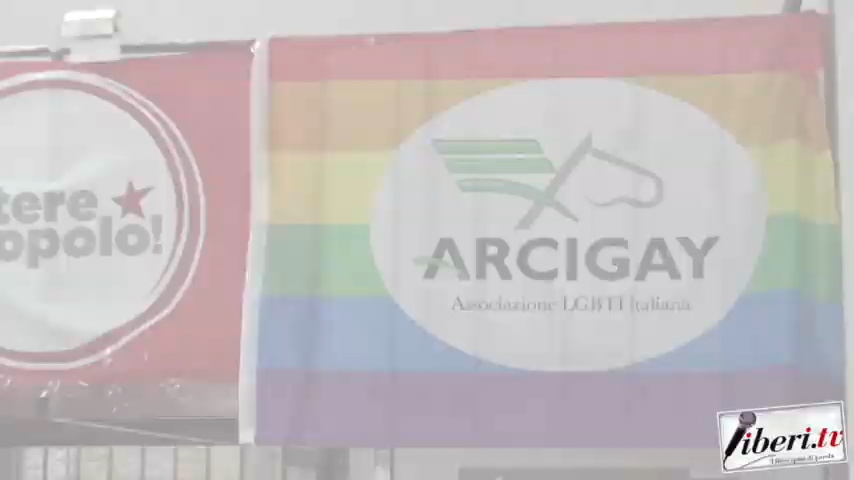 tere
opolo!
ARCIGAY
Associazione LGBTI Italiana
liberi.tv